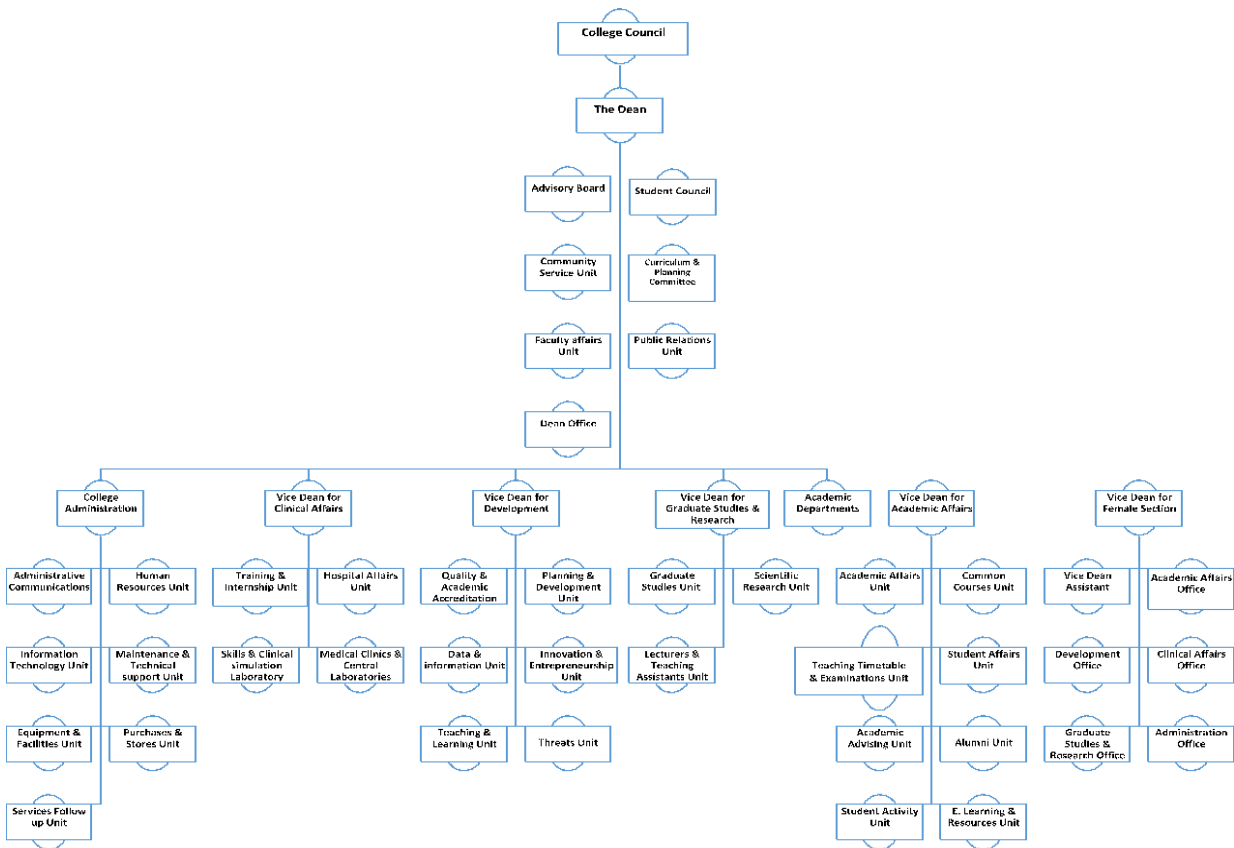 College Council
The Dean
Advisory Board
Student Council
Community
Service Unit
Curriculum &
Planning
Committee
Faculty affairs
Unit
Public Relations
Unit
Dean Office
College
Administration
Vice Dean for
Clinical Affairs
Vice Dean for
Development
Vice Dean for
Graduate Studies &
Research
Academic
Departments
Vice Dean for
Academic Affairs
Vice Dean for
Female Section
Administrative
Communications
Human
Resources Unit
Training &
Internship Unit
Hospital Affairs
Unit
Quality &
Academic
Accreditation
Planning &
Development
Unit
Graduate
Studies Unit
Scientific
Research Unit
Academic Affairs
Unit
Common
Courses Unit
Vice Dean
Assistant
Academic Affairs
Office
Information
Technology Unit
Maintenance &
Technical
support Unit
Skills & Clinical
simulation
Laboratory
Medical Clinics &
Central
Laboratories
Data &
information Unit
Innovation &
Entrepreneurship
Unit
Lecturers &
Teaching
Assistants Unit
Teaching Timetable
& Examinations Unit
Student Affairs
Unit
Development
Office
Clinical Affairs
Office
Equipment &
Facilities Unit
Purchases &
Stores Unit
Teaching &
Learning Unit
Threats Unit
Academic
Advising Unit
Alumni Unit
Graduate
Studies &
Research Office
Administration
Office
Services Follow
up Unit
Student Activity
Unit
E. Learning &
Resources Unit